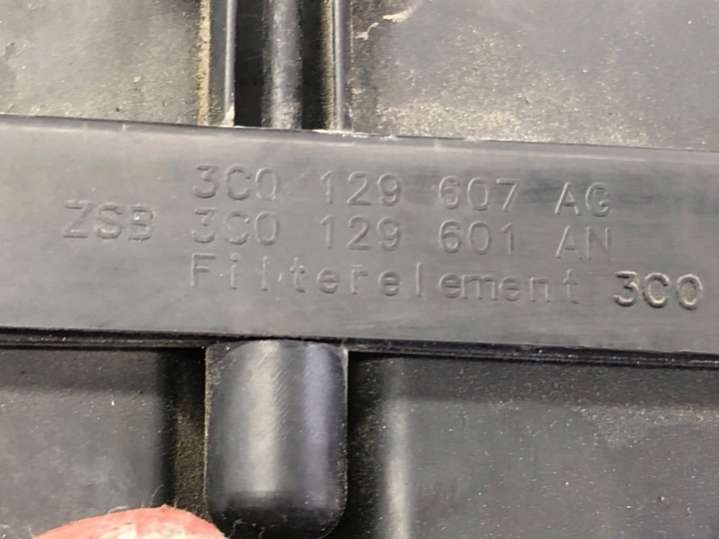 3C0 129 607 AG
ZSB 3C0 129 601 AN
Filterelement 3C0